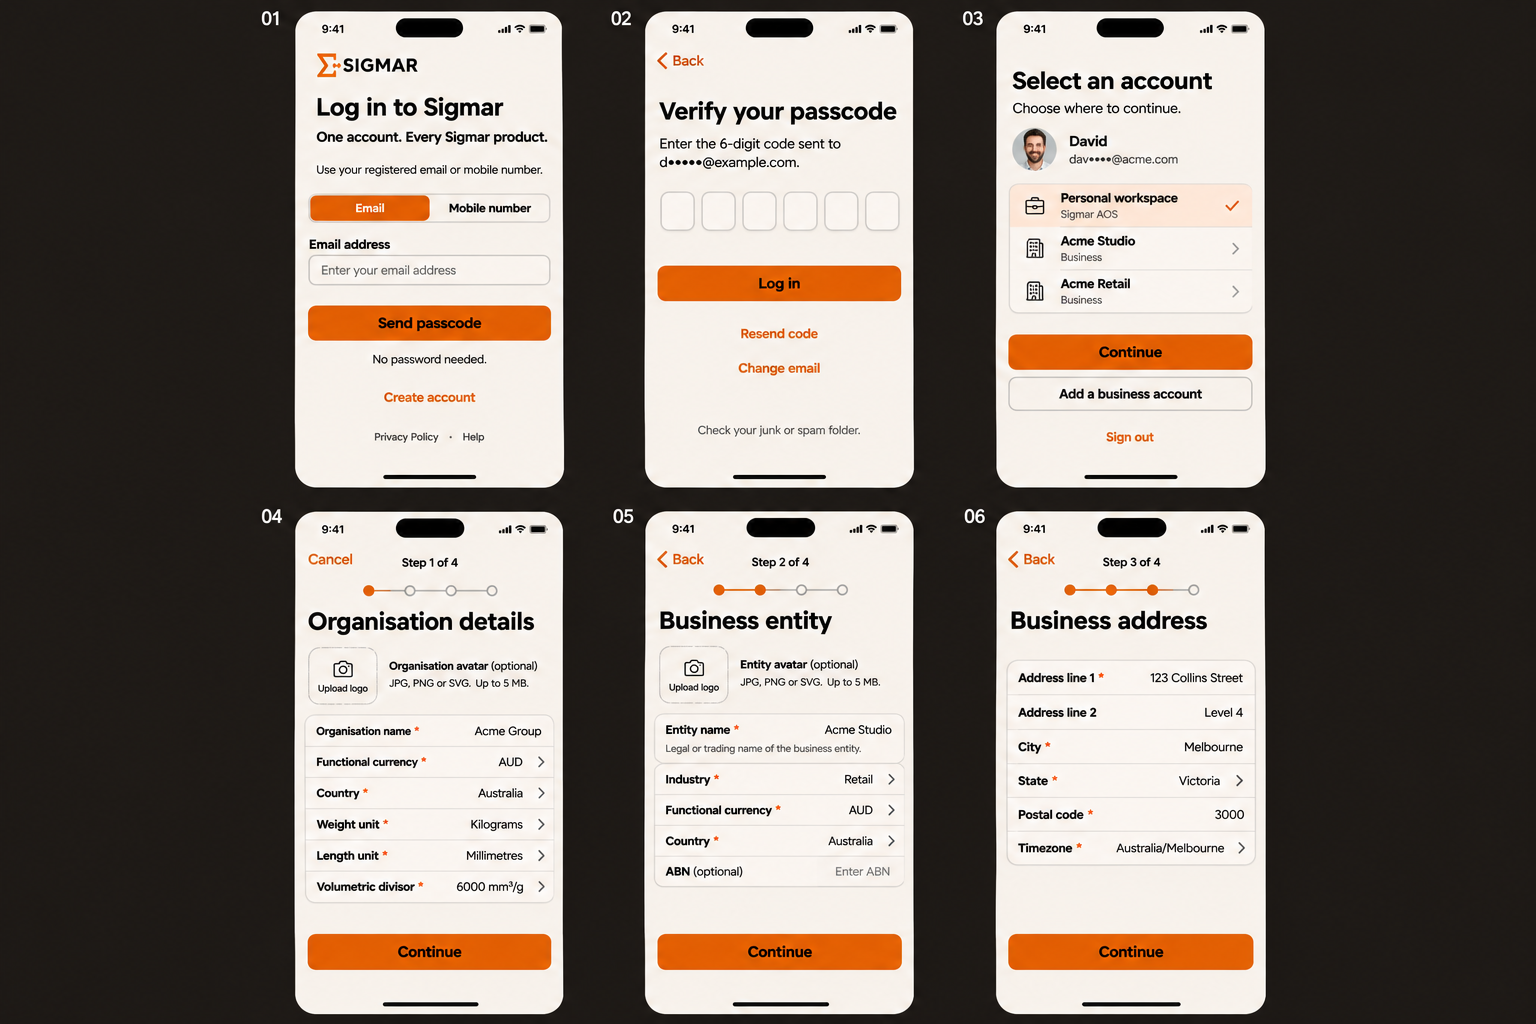 01
9:41
SIGMAR
Log in to Sigmar
One account. Every Sigmar product.
Use your registered email or mobile number.
Email
Mobile number
Email address
Enter your email address
Send passcode
No password needed.
Create account
Privacy Policy · Help
02
9:41
Back
Verify your passcode
Enter the 6-digit code sent to
d•••••@example.com.
Log in
Resend code
Change email
Check your junk or spam folder.
03
9:41
Select an account
Choose where to continue.
David
dav••••@acme.com
Personal workspace
Sigmar AOS
Acme Studio
Business
Acme Retail
Business
Continue
Add a business account
Sign out
04
9:41
Cancel
Step 1 of 4
Organisation details
Upload logo
Organisation avatar (optional)
JPG, PNG or SVG. Up to 5 MB.
Organisation name * Acme Group
Functional currency * AUD
Country * Australia
Weight unit * Kilograms
Length unit * Millimetres
Volumetric divisor * 6000 mm³/g
Continue
05
9:41
Back
Step 2 of 4
Business entity
Upload logo
Entity avatar (optional)
JPG, PNG or SVG. Up to 5 MB.
Entity name * Acme Studio
Legal or trading name of the business entity.
Industry * Retail
Functional currency * AUD
Country * Australia
ABN (optional) Enter ABN
Continue
06
9:41
Back
Step 3 of 4
Business address
Address line 1 * 123 Collins Street
Address line 2 Level 4
City * Melbourne
State * Victoria
Postal code * 3000
Timezone * Australia/Melbourne
Continue